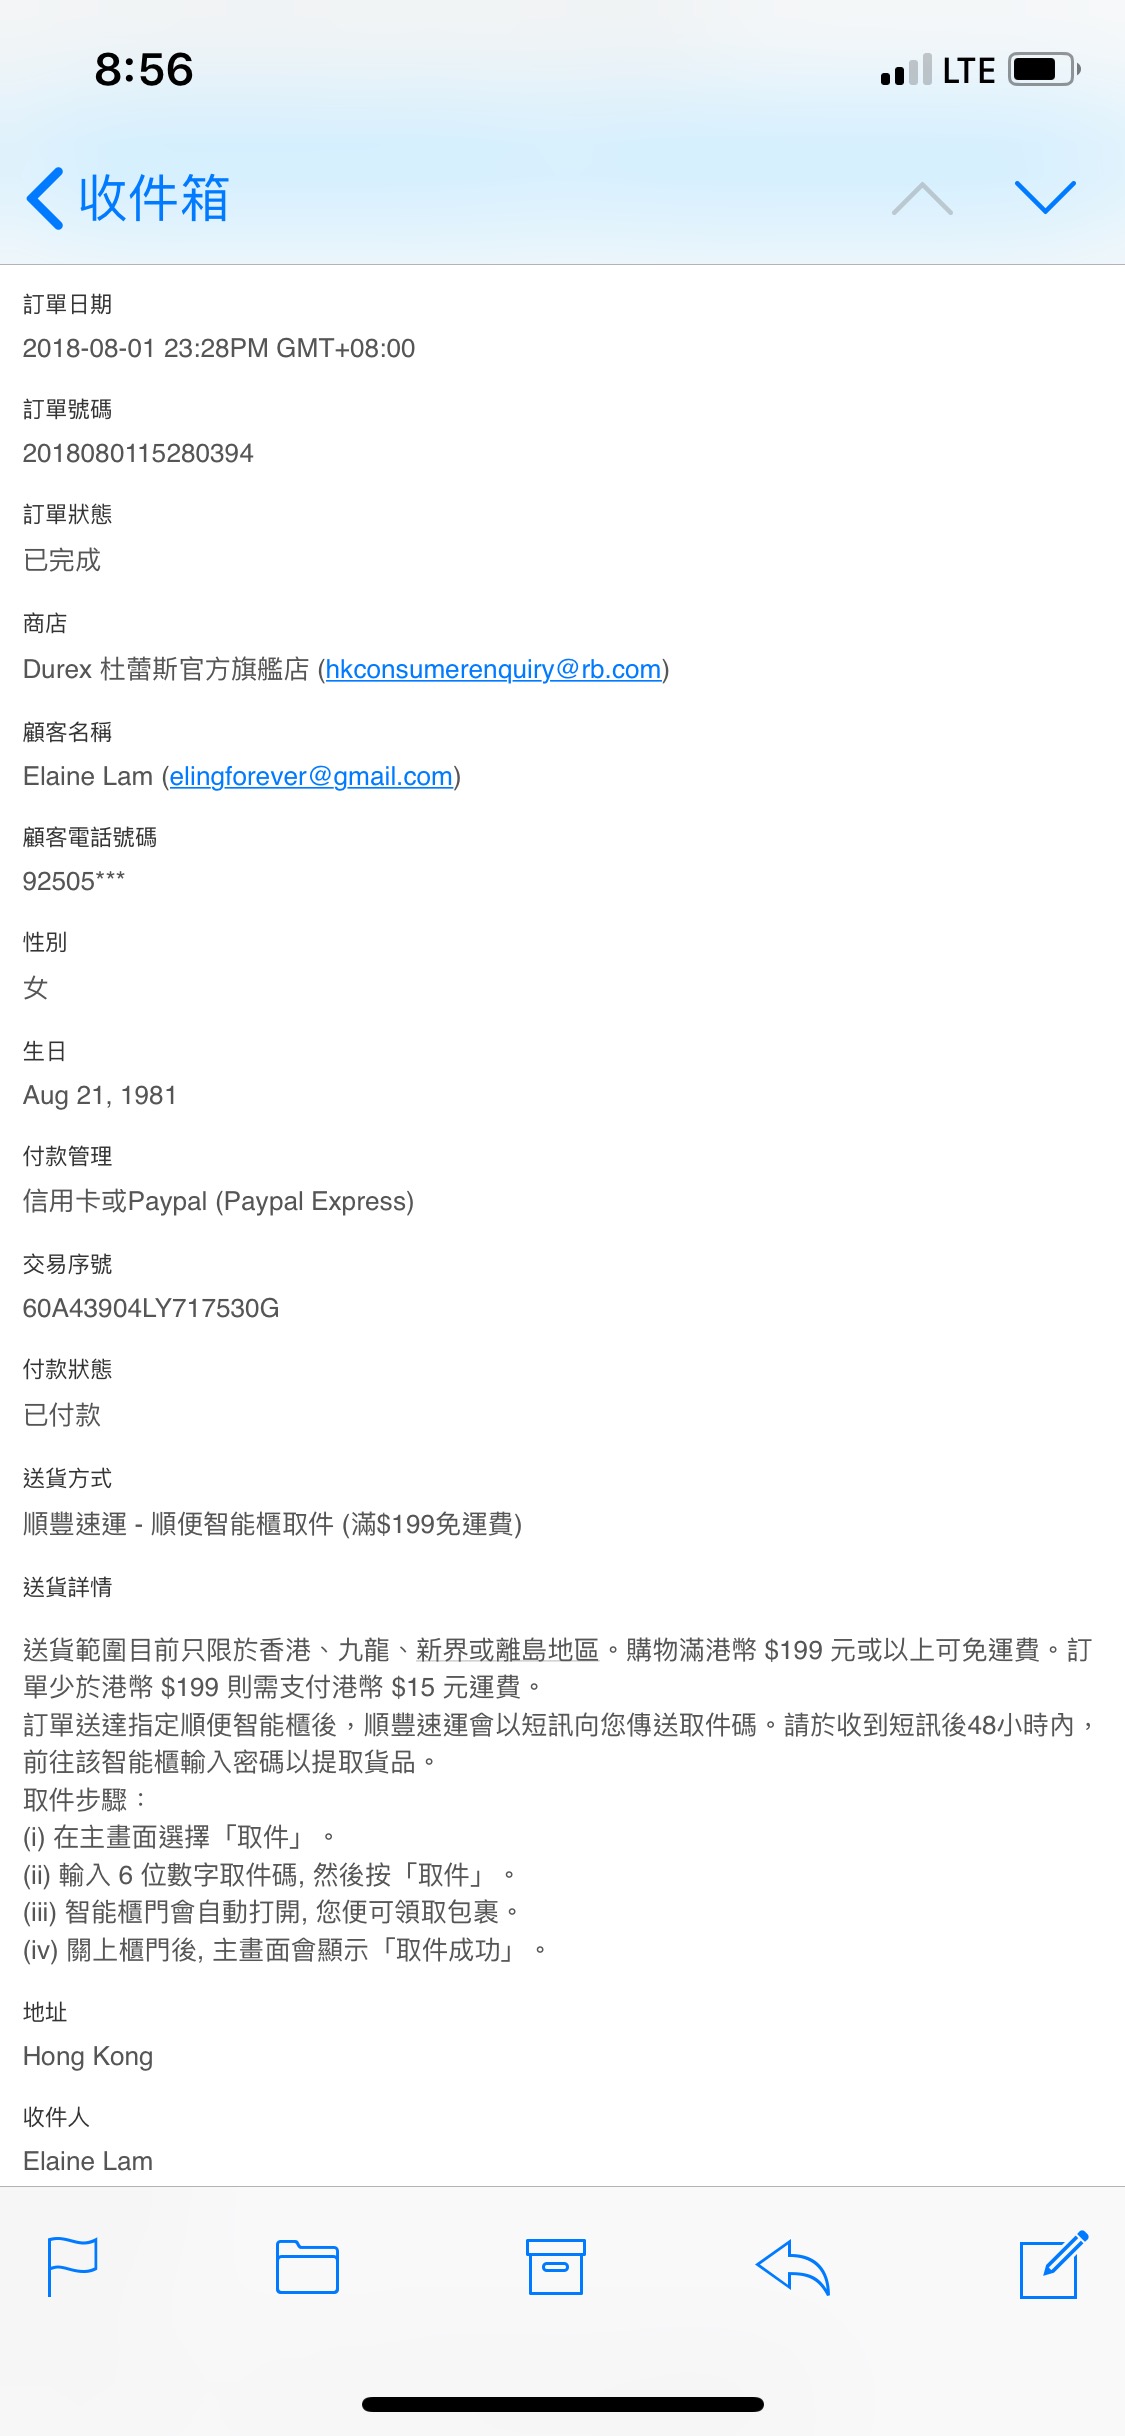 8:56
LTE
收件箱
訂單日期
2018-08-01 23:28PM GMT+08:00
訂單號碼
2018080115280394
訂單狀態
已完成
商店
Durex 杜蕾斯官方旗艦店 (hkconsumerenquiry@rb.com)
顧客名稱
Elaine Lam (elingforever@gmail.com)
顧客電話號碼
92505***
性別
女
生日
Aug 21, 1981
付款管理
信用卡或Paypal (Paypal Express)
交易序號
60A43904LY717530G
付款狀態
已付款
送貨方式
順豐速運 - 順便智能櫃取件 (滿$199免運費)
送貨詳情
送貨範圍目前只限於香港、九龍、新界或離島地區。購物滿港幣 $199 元或以上可免運費。訂
單少於港幣 $199 則需支付港幣 $15 元運費。
訂單送達指定順便智能櫃後，順豐速運會以短訊向您傳送取件碼。請於收到短訊後48小時內，
前往該智能櫃輸入密碼以提取貨品。
取件步驟：
(i) 在主畫面選擇「取件」。
(ii) 輸入 6 位數字取件碼, 然後按「取件」。
(iii) 智能櫃門會自動打開, 您便可領取包裹。
(iv) 關上櫃門後, 主畫面會顯示「取件成功」。
地址
Hong Kong
收件人
Elaine Lam